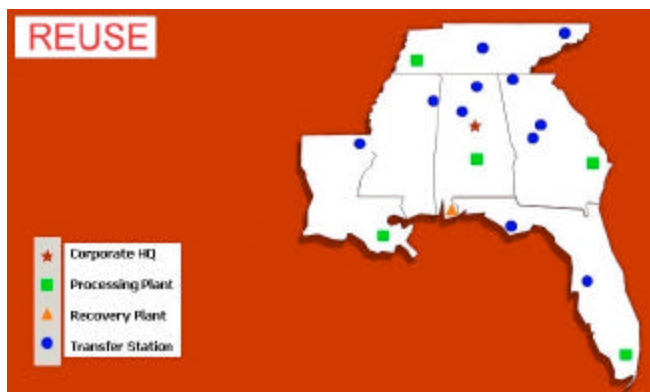 REUSE
Corporate HQ
Processing Plant
Recovery Plant
Transfer Station